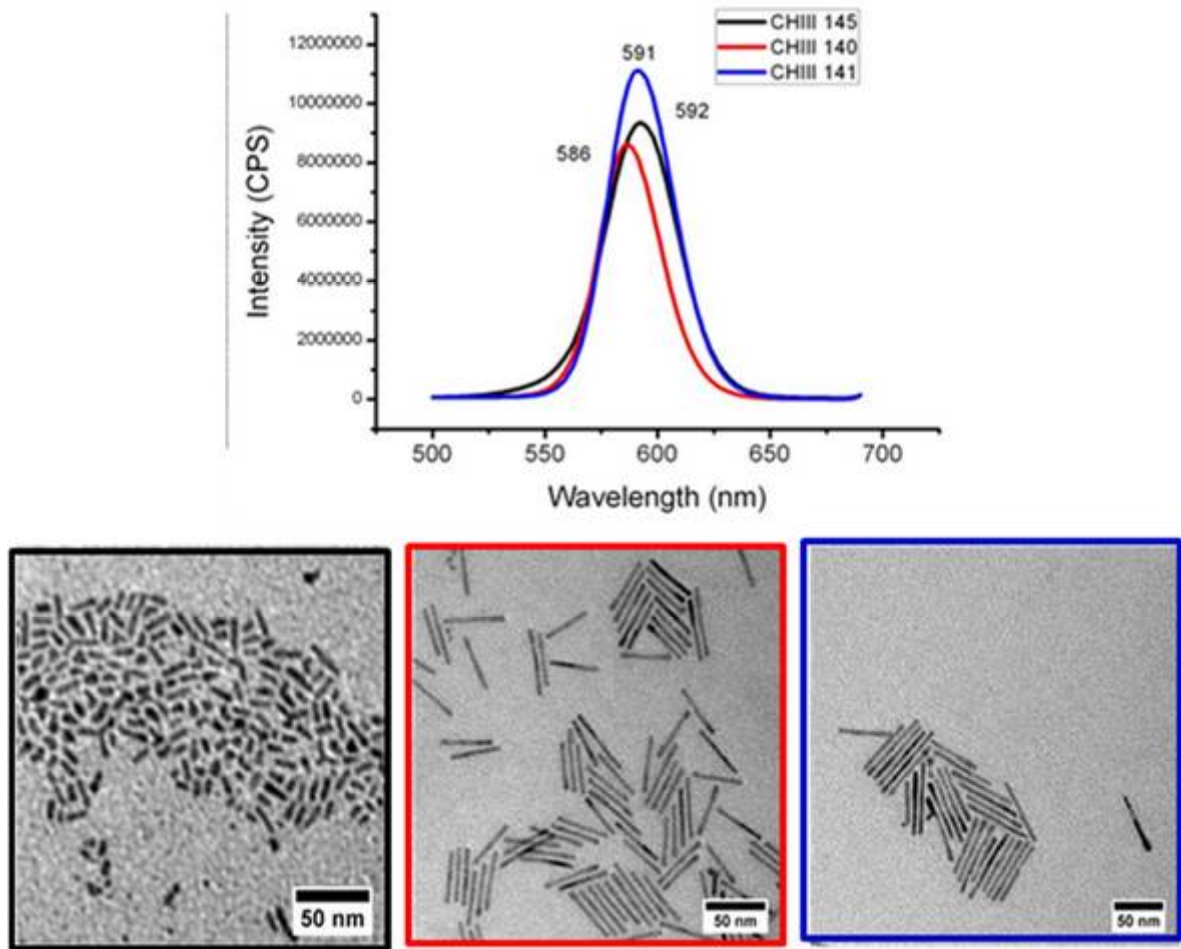 CHIII 145
CHIII 140
CHIII 141
12000000
10000000
8000000
6000000
4000000
2000000
0
591
592
586
Intensity (CPS)
500
550
600
650
700
Wavelength (nm)
50 nm
50 nm
50 nm